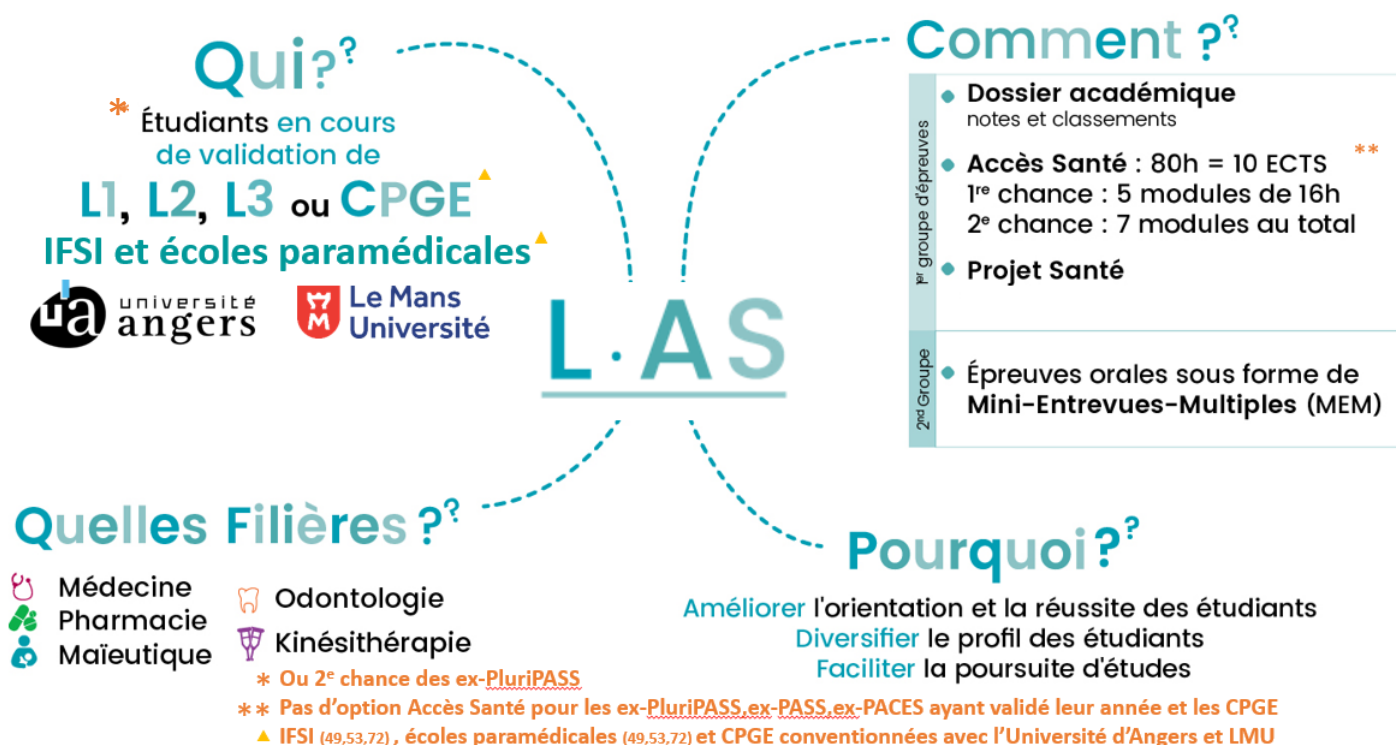 Qui??
* Étudiants en cours
de validation de
L1, L2, L3 ou CPGE▲
IFSI et écoles paramédicales▲
ua université
angers
Le Mans
Université
L.AS
Comment ??
1er groupe d'épreuves
Dossier académique
notes et classements
Accès Santé : 80h = 10 ECTS **
1re chance : 5 modules de 16h
2e chance : 7 modules au total
Projet Santé
2nd Groupe
Épreuves orales sous forme de
Mini-Entrevues-Multiples (MEM)
Quelles Filières ??
Médecine
Pharmacie
Maïeutique
Odontologie
Kinésithérapie
Pourquoi??
Améliorer l'orientation et la réussite des étudiants
Diversifier le profil des étudiants
Faciliter la poursuite d'études
* Ou 2e chance des ex-PluriPASS
** Pas d'option Accès Santé pour les ex-PluriPASS,ex-PASS,ex-PACES ayant validé leur année et les CPGE
▲ IFSI (49,53,72) , écoles paramédicales (49,53,72) et CPGE conventionnées avec l'Université d'Angers et LMU